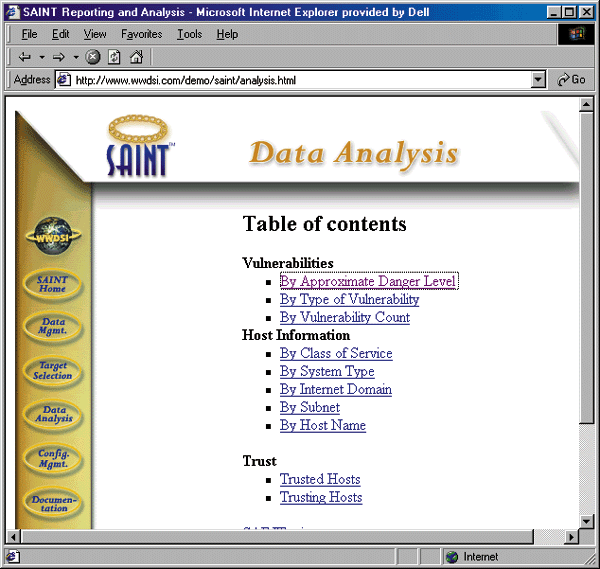 SAINT Reporting and Analysis - Microsoft Internet Explorer provided by Dell
File Edit View Favorites Tools Help
Address http://www.wwdsi.com/demo/saint/analysis.html Go
SAINT™
Data Analysis
WWDSI
SAINT
Home
Data
Mgmt.
Target
Selection
Data
Analysis
Config.
Mgmt.
Documen-
tation
Table of contents
Vulnerabilities
By Approximate Danger Level
By Type of Vulnerability
By Vulnerability Count
Host Information
By Class of Service
By System Type
By Internet Domain
By Subnet
By Host Name
Trust
Trusted Hosts
Trusting Hosts
Internet